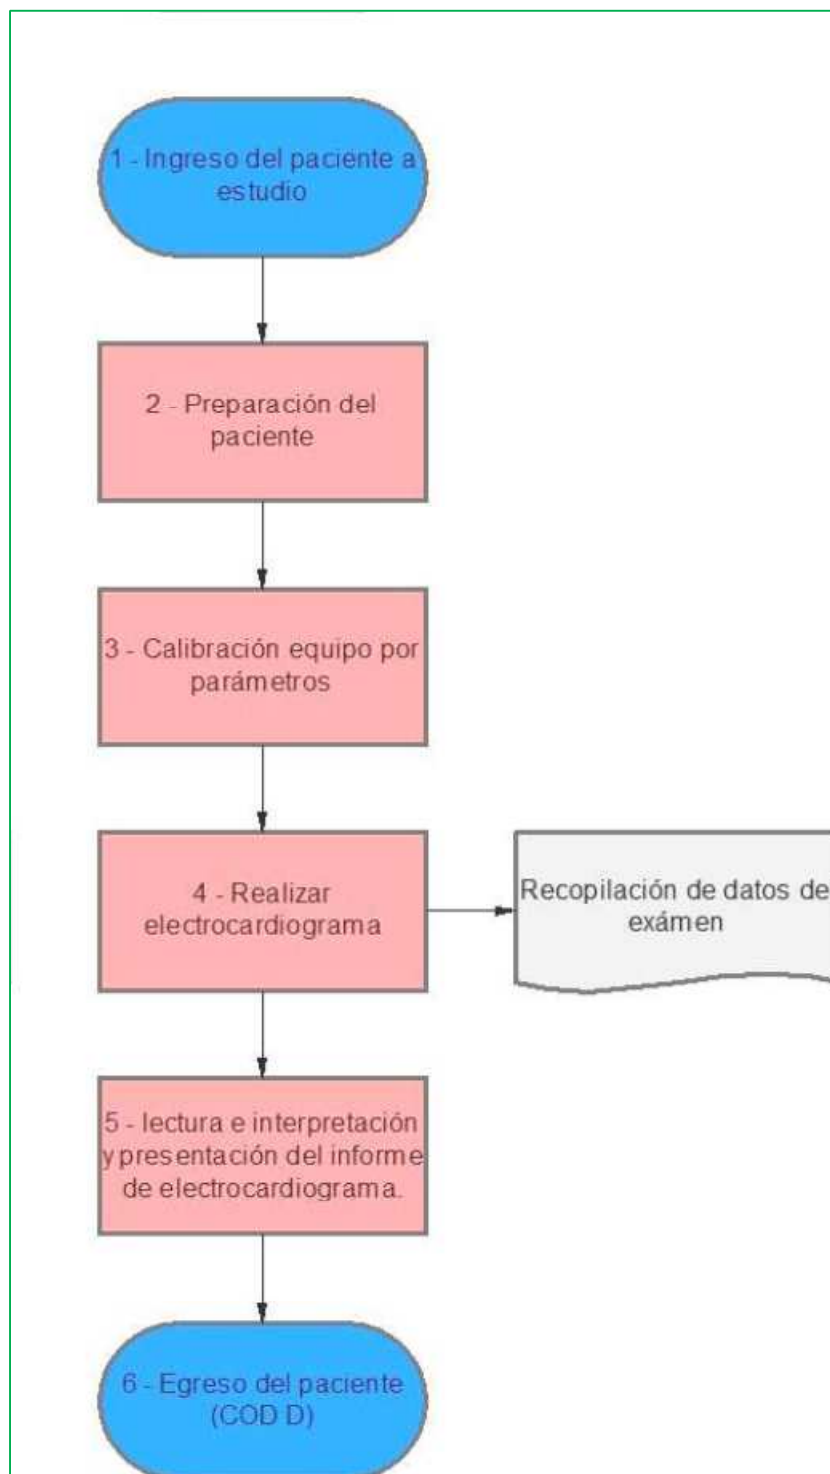 1 - Ingreso del paciente a
estudio
2 - Preparación del
paciente
3 - Calibración equipo por
parámetros
4 - Realizar
electrocardiograma
Recopilación de datos de
exámen
5 - lectura e interpretación
y presentación del informe
de electrocardiograma.
6 - Egreso del paciente
(COD D)